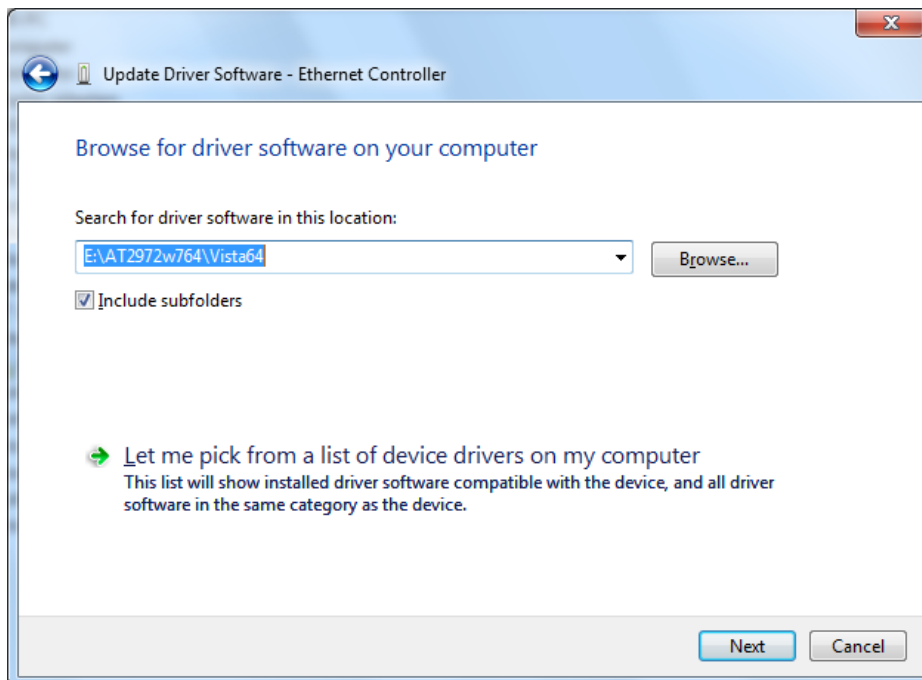 Update Driver Software - Ethernet Controller
Browse for driver software on your computer
Search for driver software in this location:
E:\AT2972w764\Vista64
Browse...
Include subfolders
Let me pick from a list of device drivers on my computer
This list will show installed driver software compatible with the device, and all driver
software in the same category as the device.
Next
Cancel